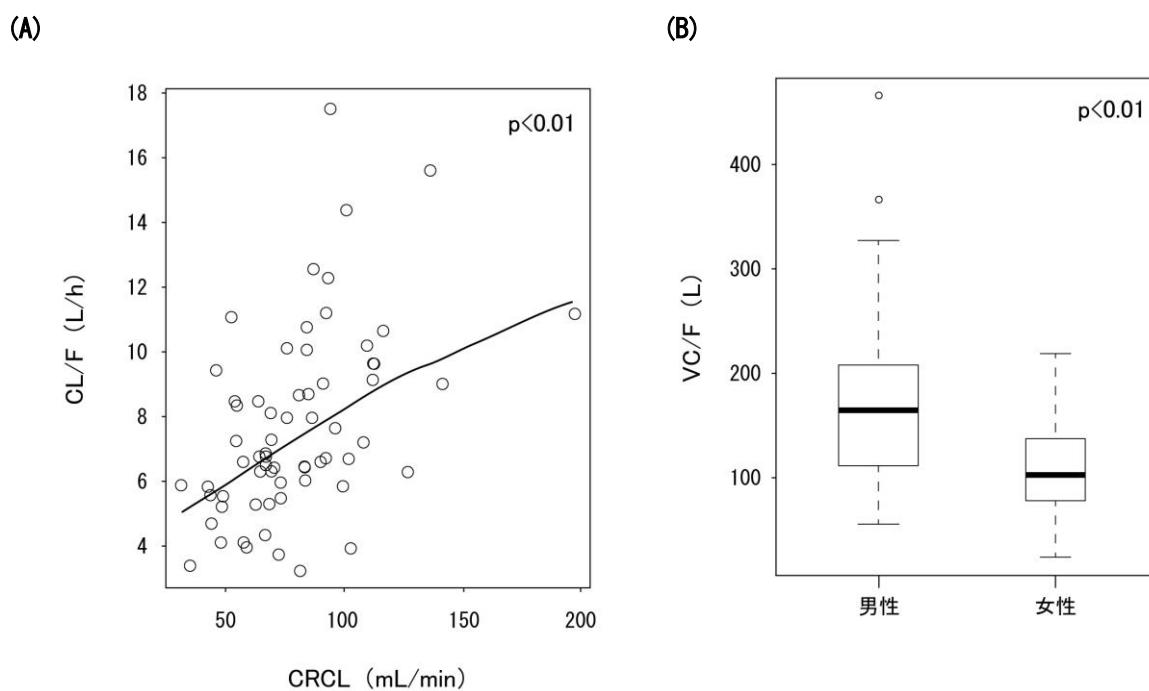 (A)
18
16
14
12
10
8
6
4
CL/F (L/h)
p<0.01
50
100
150
200
CRCL (mL/min)
(B)
400
300
200
100
VC/F (L)
p<0.01
男性
女性